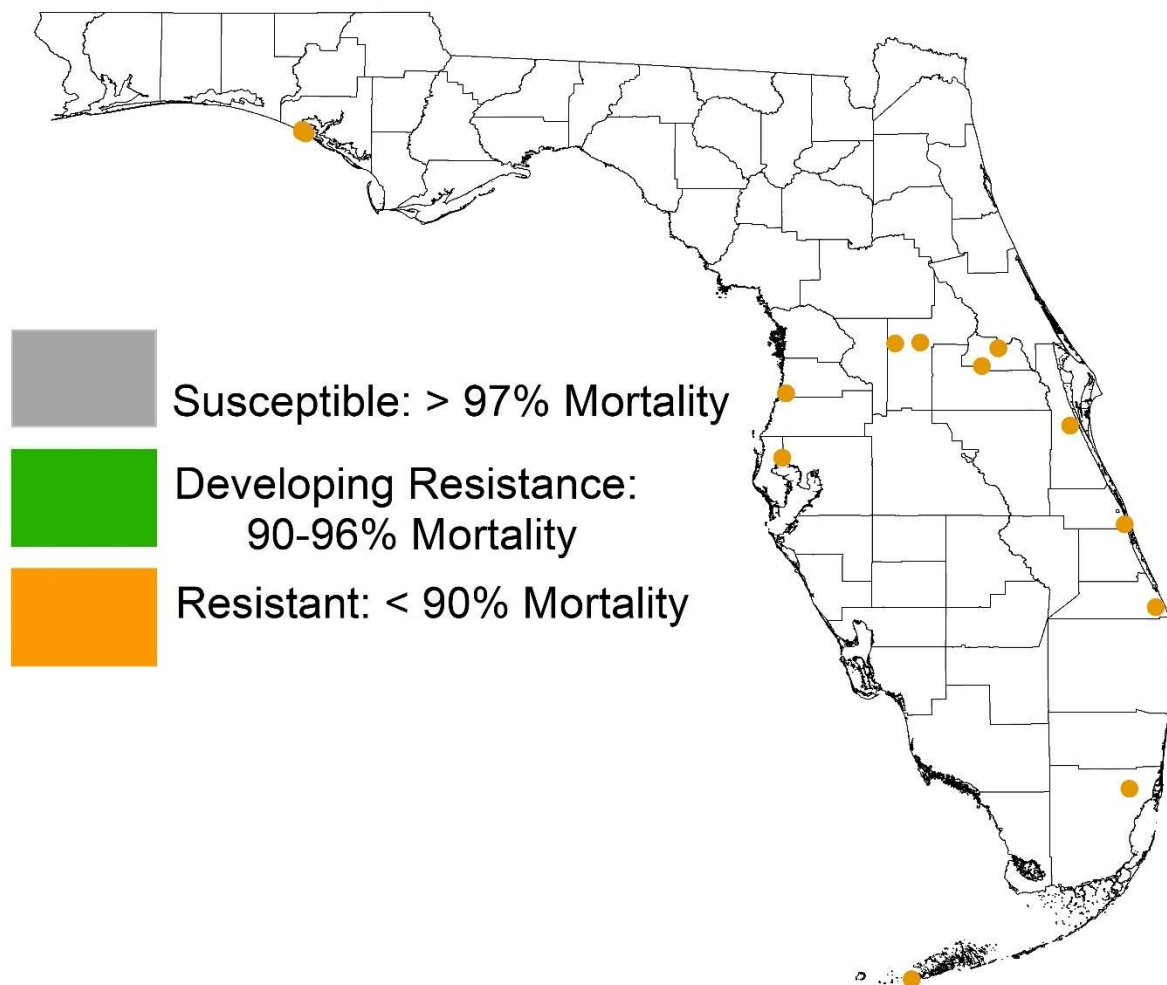 Susceptible: > 97% Mortality
Developing Resistance:
90-96% Mortality
Resistant: < 90% Mortality